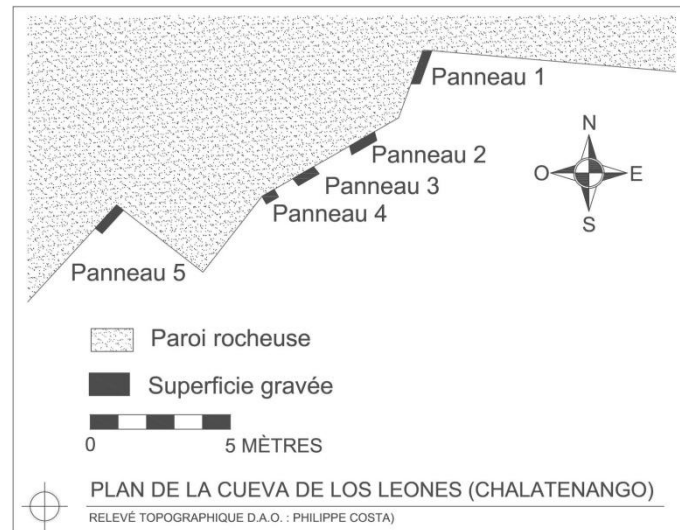 Panneau 1
Panneau 2
Panneau 3
Panneau 4
Panneau 5
N
O E
S
Paroi rocheuse
Superficie gravée
0 5 MÈTRES
PLAN DE LA CUEVA DE LOS LEONES (CHALATENANGO)
RELEVÉ TOPOGRAPHIQUE D.A.O. : PHILIPPE COSTA)